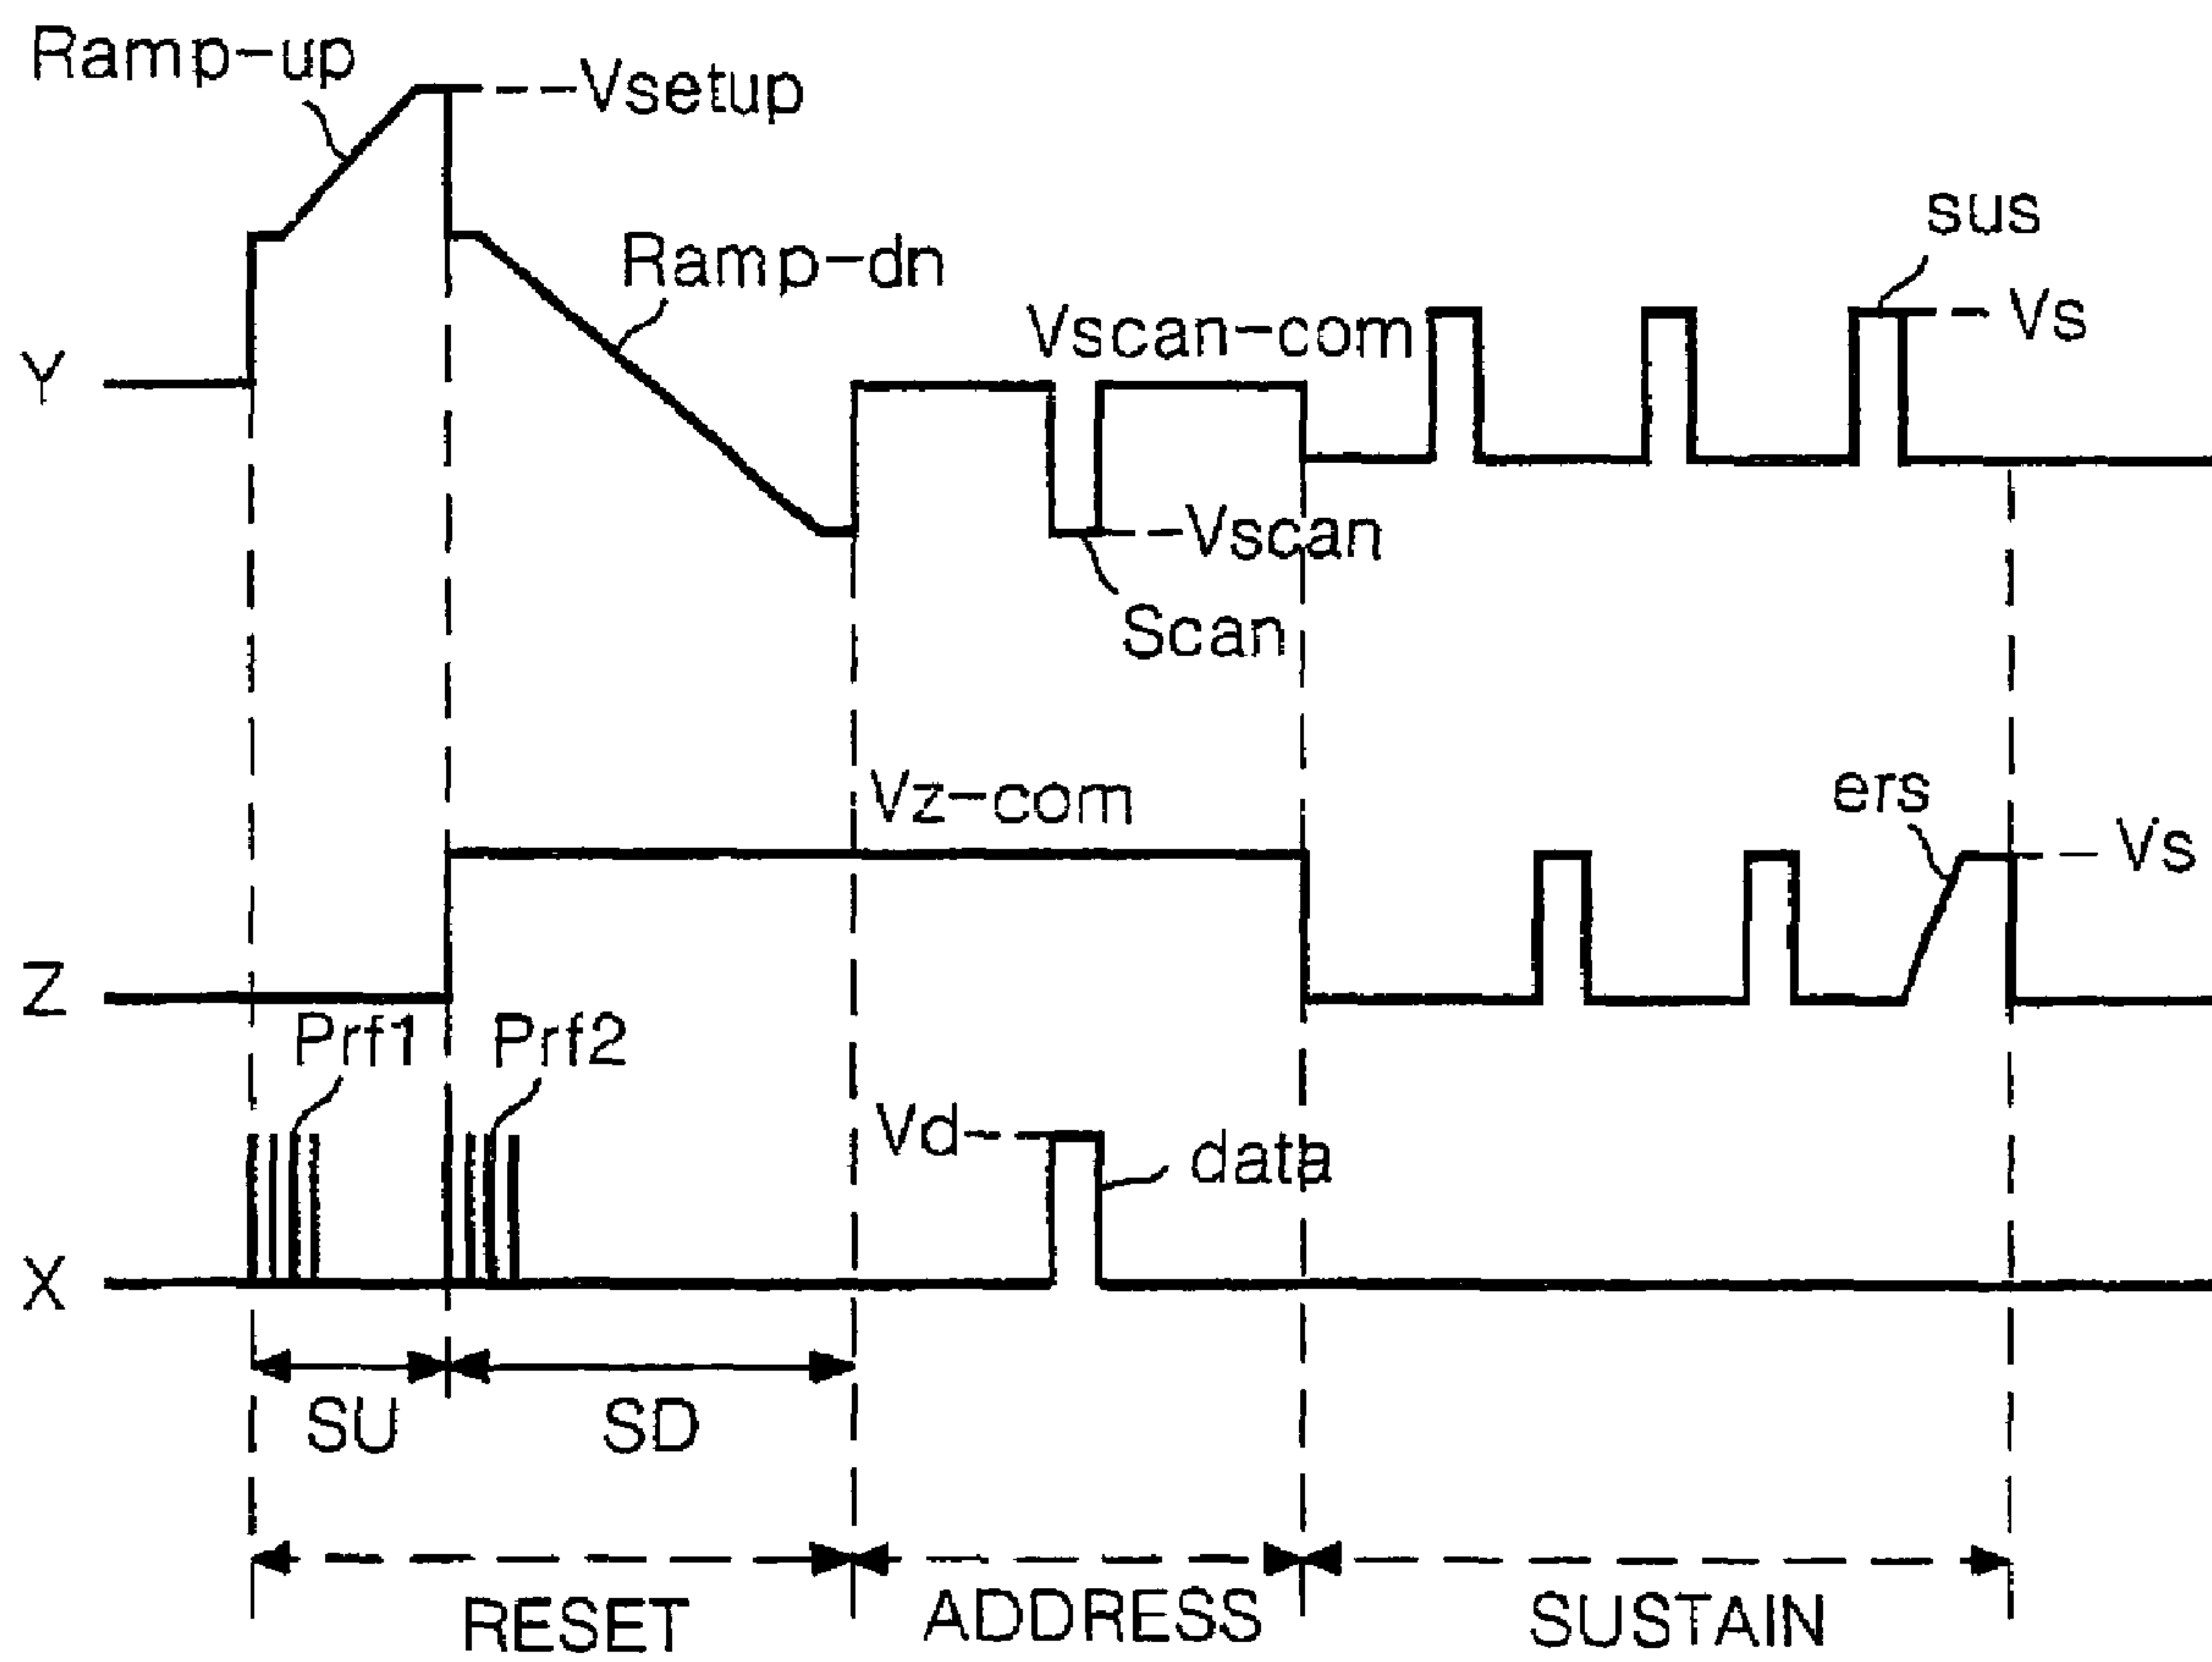 Ramp-up
Vsetup
sus
Ramp-dn
Vscan-com
Vs
Y
Vscan
Scan
Vz-com
ers
Vs
Z
Prf1
Prf2
Vd
data
X
SU
SD
RESET
ADDRESS
SUSTAIN